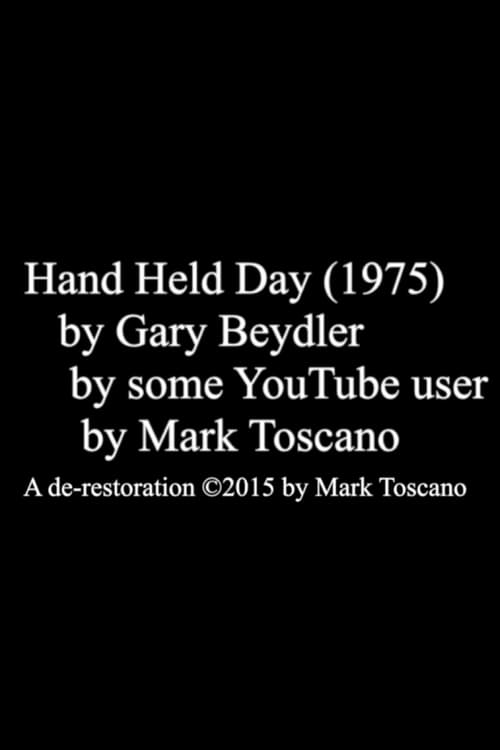 Hand Held Day (1975)
by Gary Beydler
by some YouTube user
by Mark Toscano
A de-restoration ©2015 by Mark Toscano